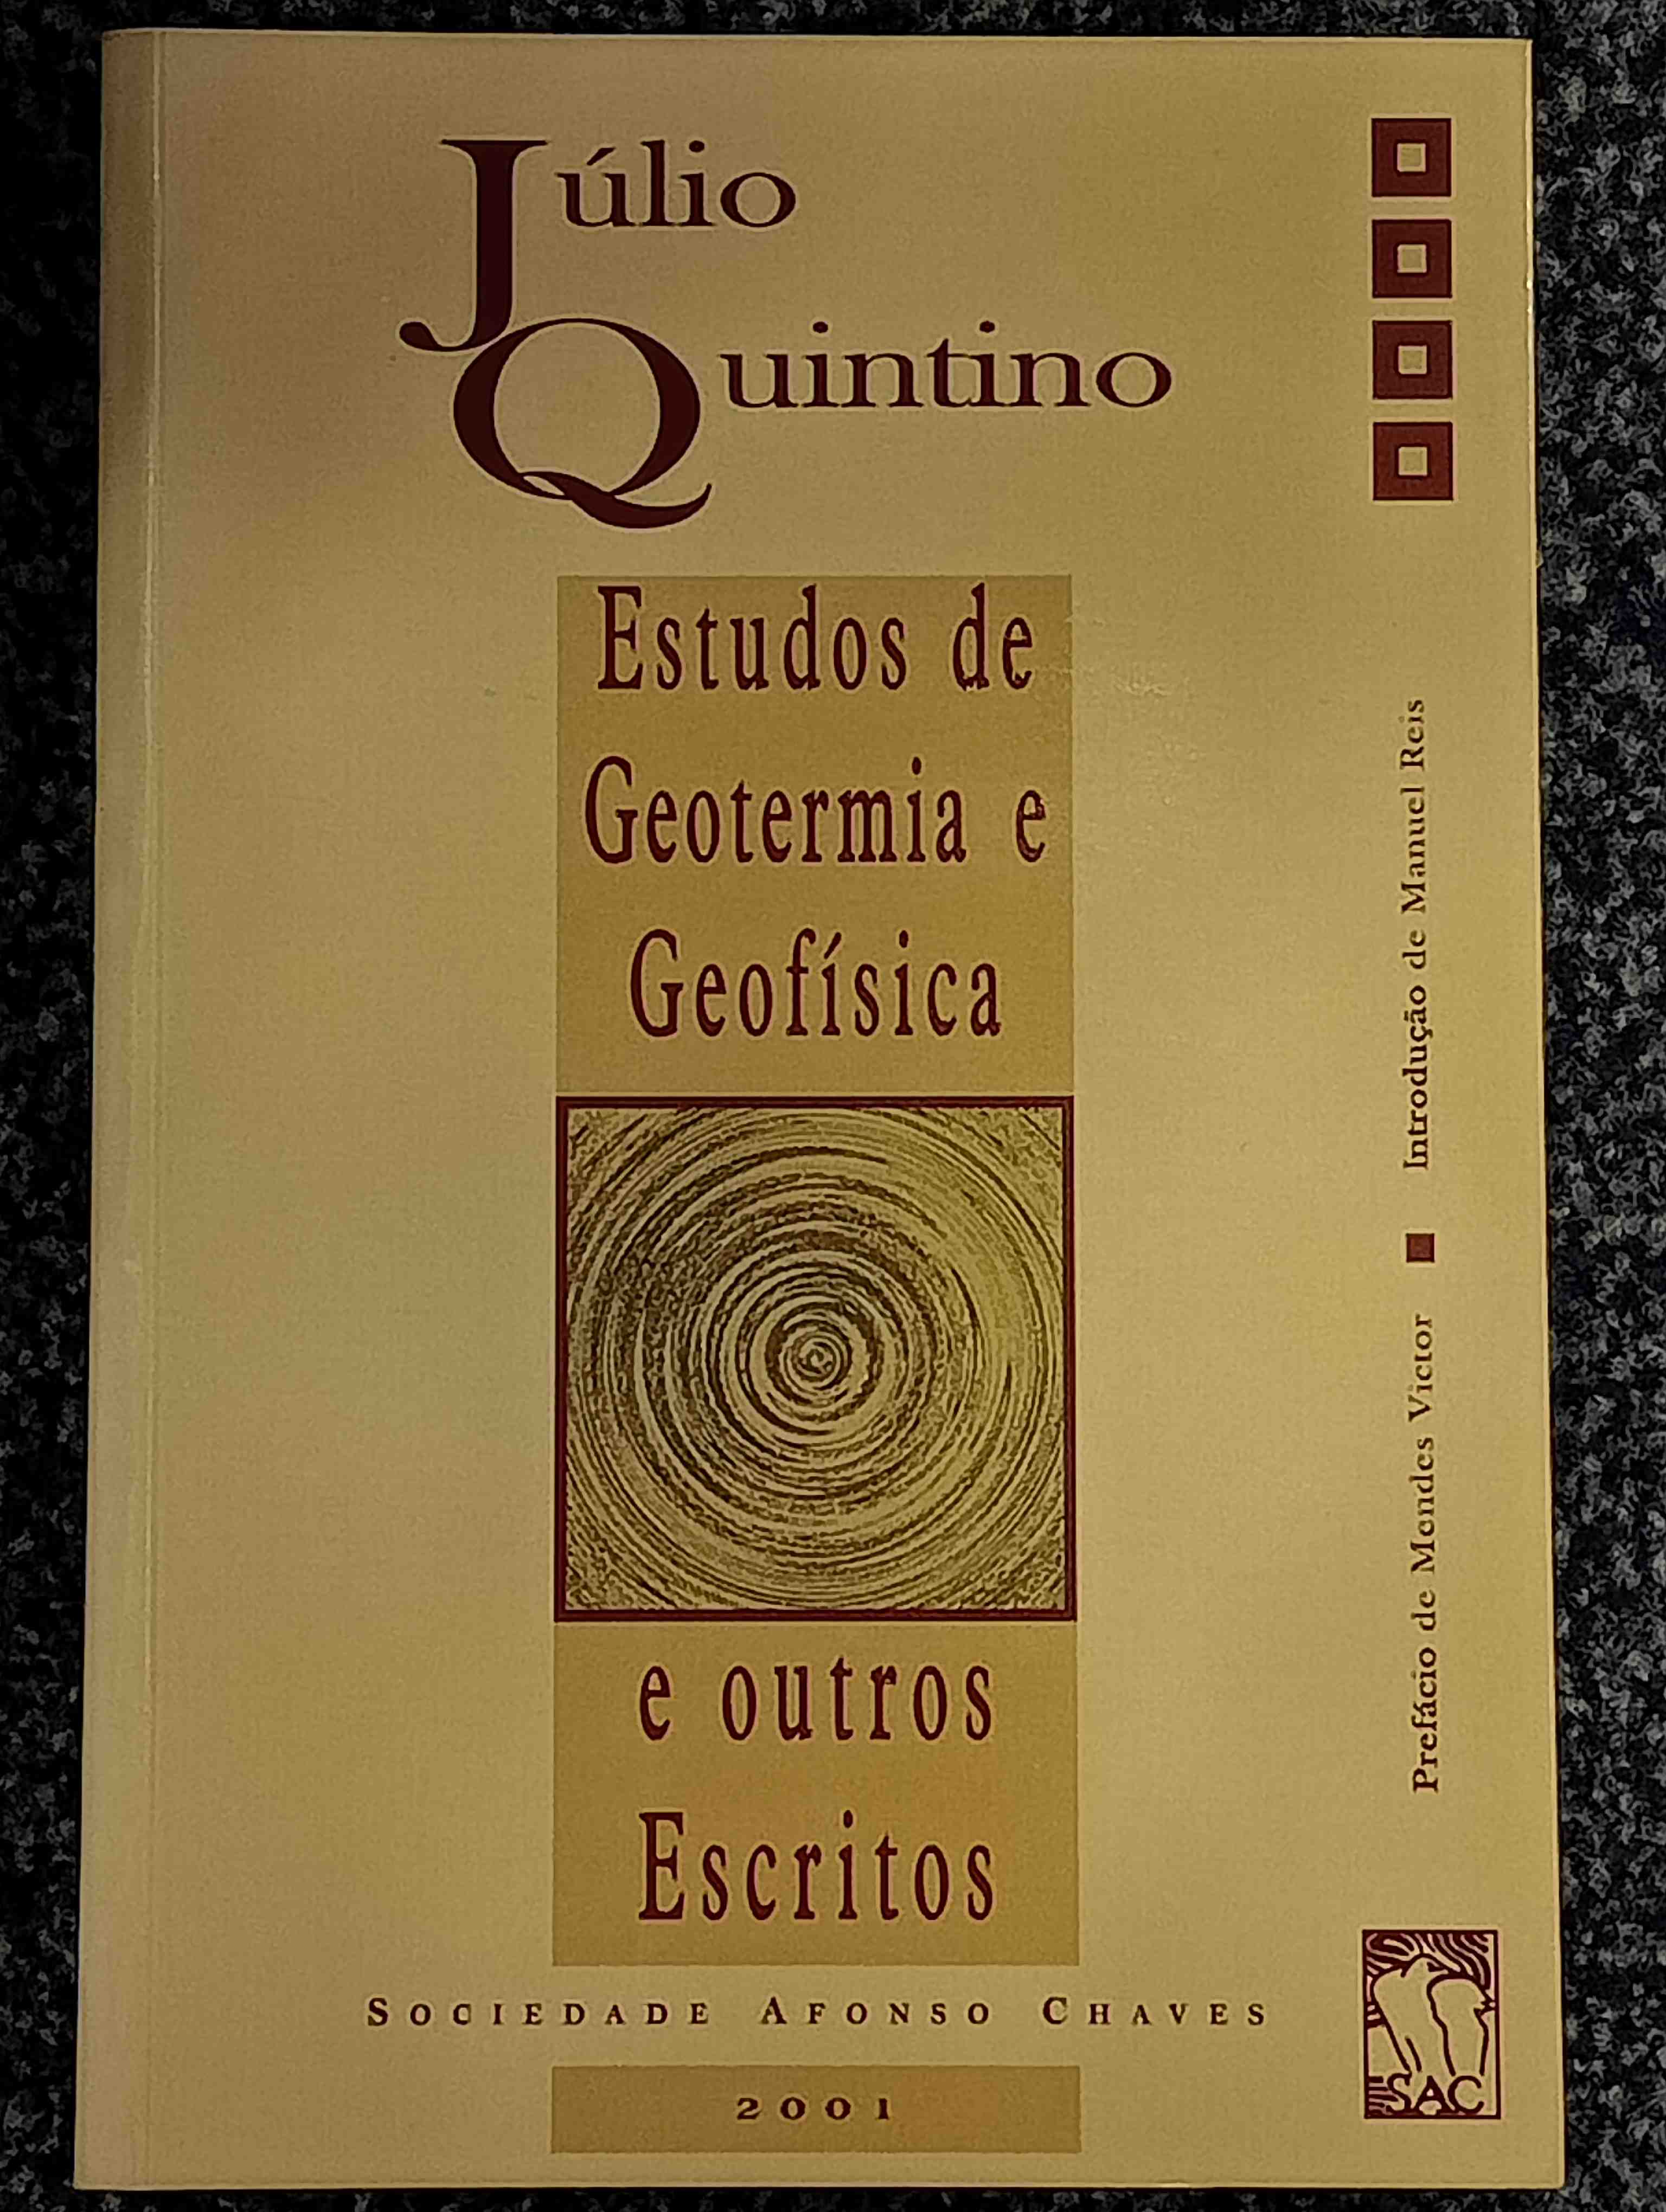 Júlio
Quintino
Estudos de
Geotermia e
Geofísica
e outros
Escritos
Prefácio de Mendes Victor ■ Introdução de Manuel Reis
SOCIEDADE AFONSO CHAVES
2001
SAC